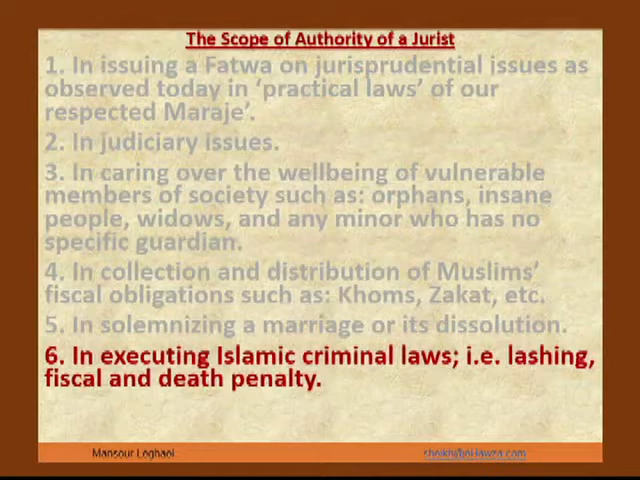 The Scope of Authority of a Jurist
1. In issuing a Fatwa on jurisprudential issues as
observed today in ‘practical laws’ of our
respected Maraje’.
2. In judiciary issues.
3. In caring over the wellbeing of vulnerable
members of society such as: orphans, insane
people, widows, and any minor who has no
specific guardian.
4. In collection and distribution of Muslims’
fiscal obligations such as: Khoms, Zakat, etc.
5. In solemnizing a marriage or its dissolution.
6. In executing Islamic criminal laws; i.e. lashing,
fiscal and death penalty.
Mansour Leghaei